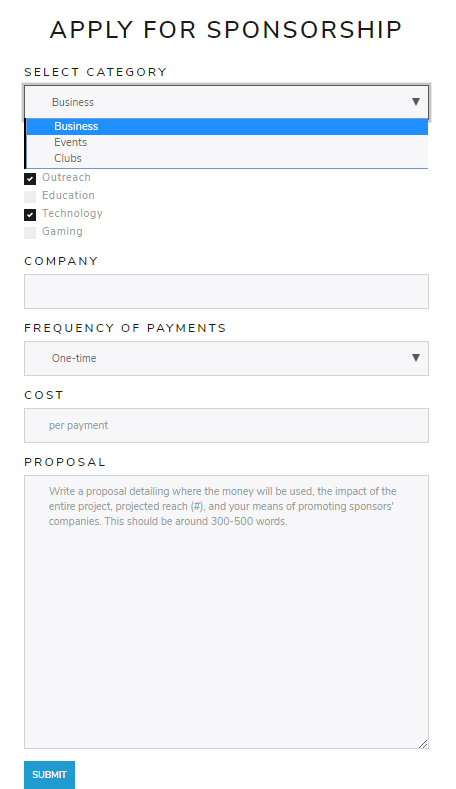 APPLY FOR SPONSORSHIP
SELECT CATEGORY
Business
Business
Events
Clubs
Outreach
Education
Technology
Gaming
COMPANY
FREQUENCY OF PAYMENTS
One-time
COST
per payment
PROPOSAL
Write a proposal detailing where the money will be used, the impact of the
entire project, projected reach (#), and your means of promoting sponsors'
companies. This should be around 300-500 words.
SUBMIT